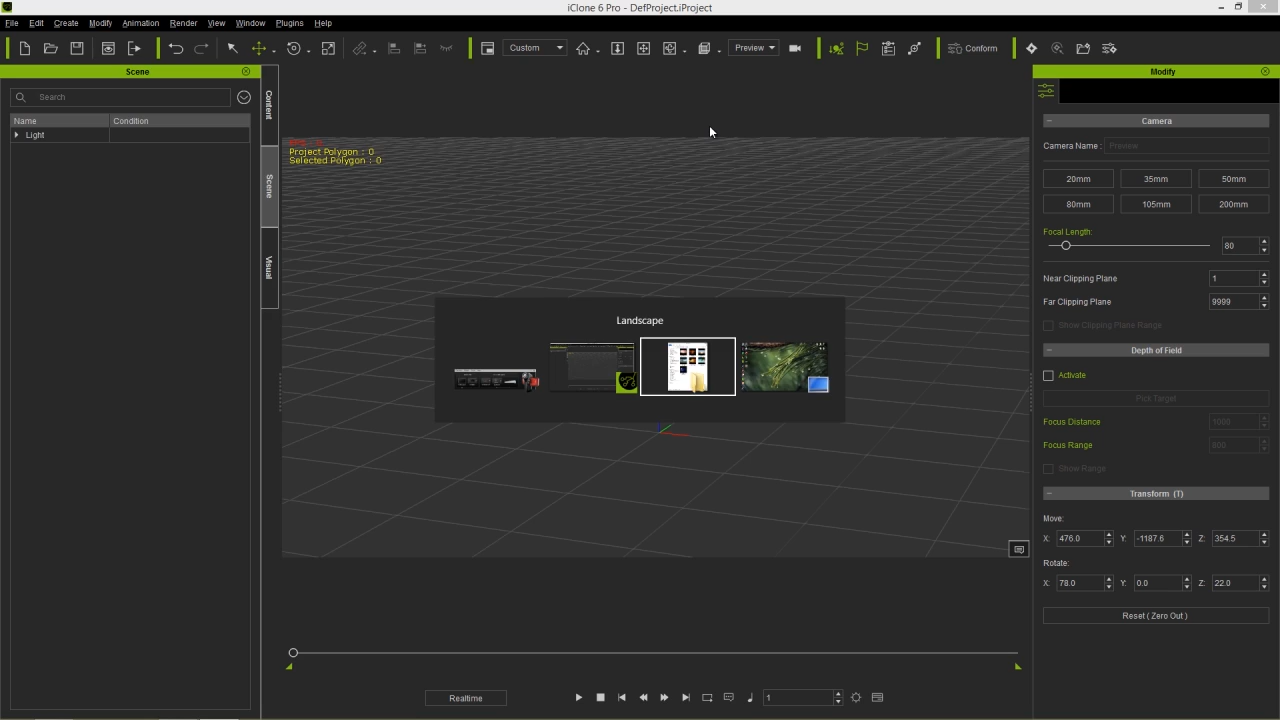 iClone 6 Pro - DefProject.iProject
File Edit Create Modify Animation Render View Window Plugins Help
Custom
Preview
Conform
Scene
Search
Name Condition
Light
Content
Scene
Visual
Project Polygon : 0
Selected Polygon : 0
Landscape
Realtime
1
Modify
Camera
Camera Name : Preview
20mm 35mm 50mm
80mm 105mm 200mm
Focal Length:
80
Near Clipping Plane 1
Far Clipping Plane 9999
Show Clipping Plane Range
Depth of Field
Activate
Pick Target
Focus Distance 1000
Focus Range
Show Range
Transform (T)
Move:
X: 476.0 Y: -1187.6 Z: 354.5
Rotate:
X: 78.0 Y: 0.0 Z: 22.0
Reset ( Zero Out )